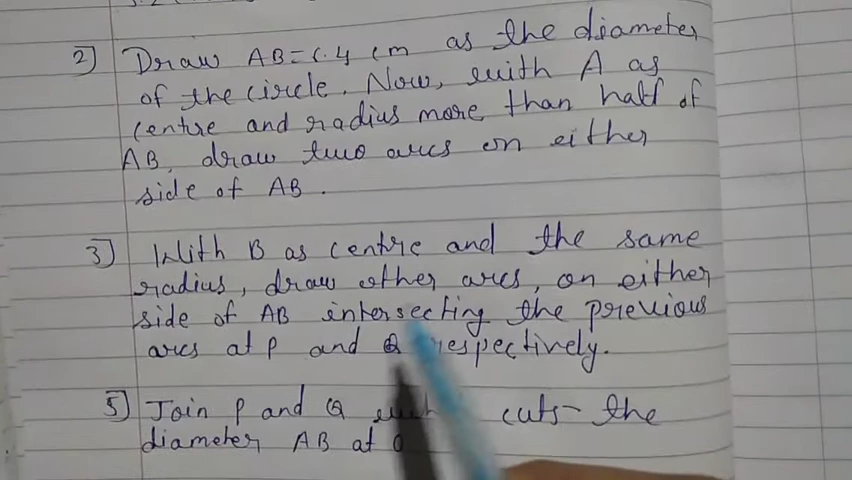 2] Draw AB = 6.4 cm as the diameter
of the circle. Now, with A as
centre and radius more than half of
AB, draw two arcs on either
side of AB.
3] With B as centre and the same
radius, draw other arcs, on either
side of AB intersecting the previous
arcs at P and Q respectively.
5] Join P and Q cuts the
diameter AB at